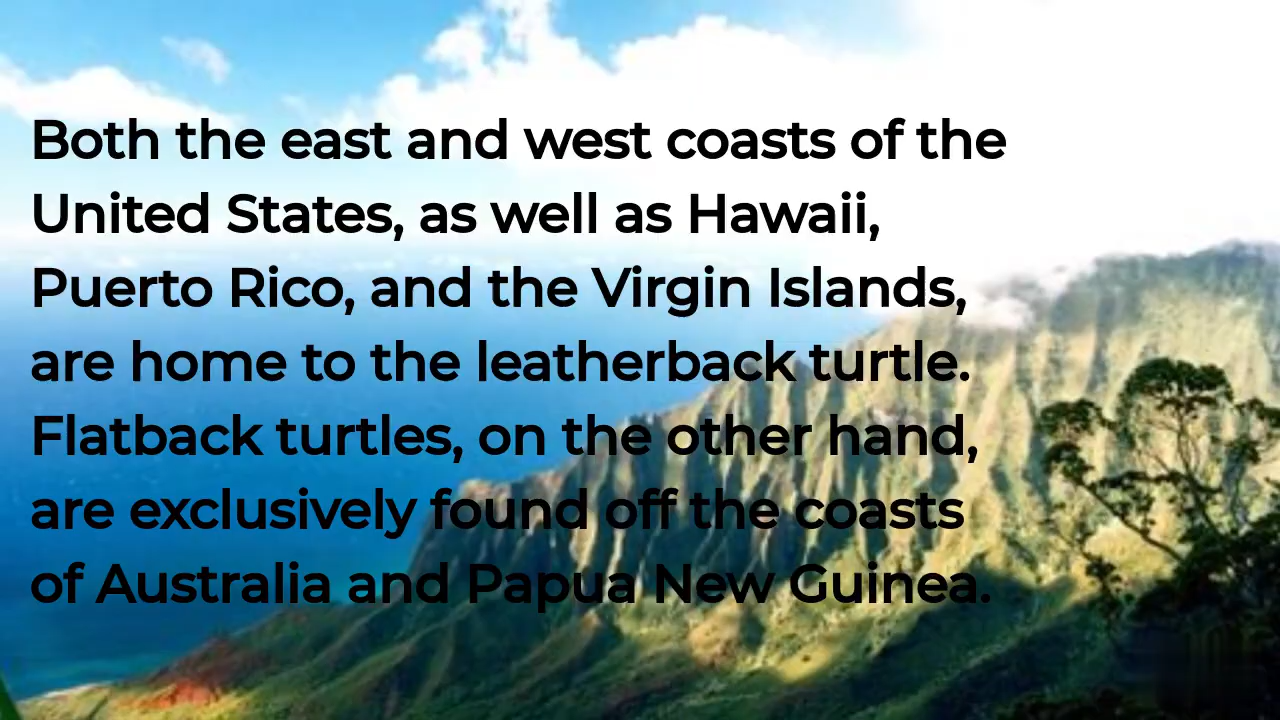 Both the east and west coasts of the
United States, as well as Hawaii,
Puerto Rico, and the Virgin Islands,
are home to the leatherback turtle.
Flatback turtles, on the other hand,
are exclusively found off the coasts
of Australia and Papua New Guinea.